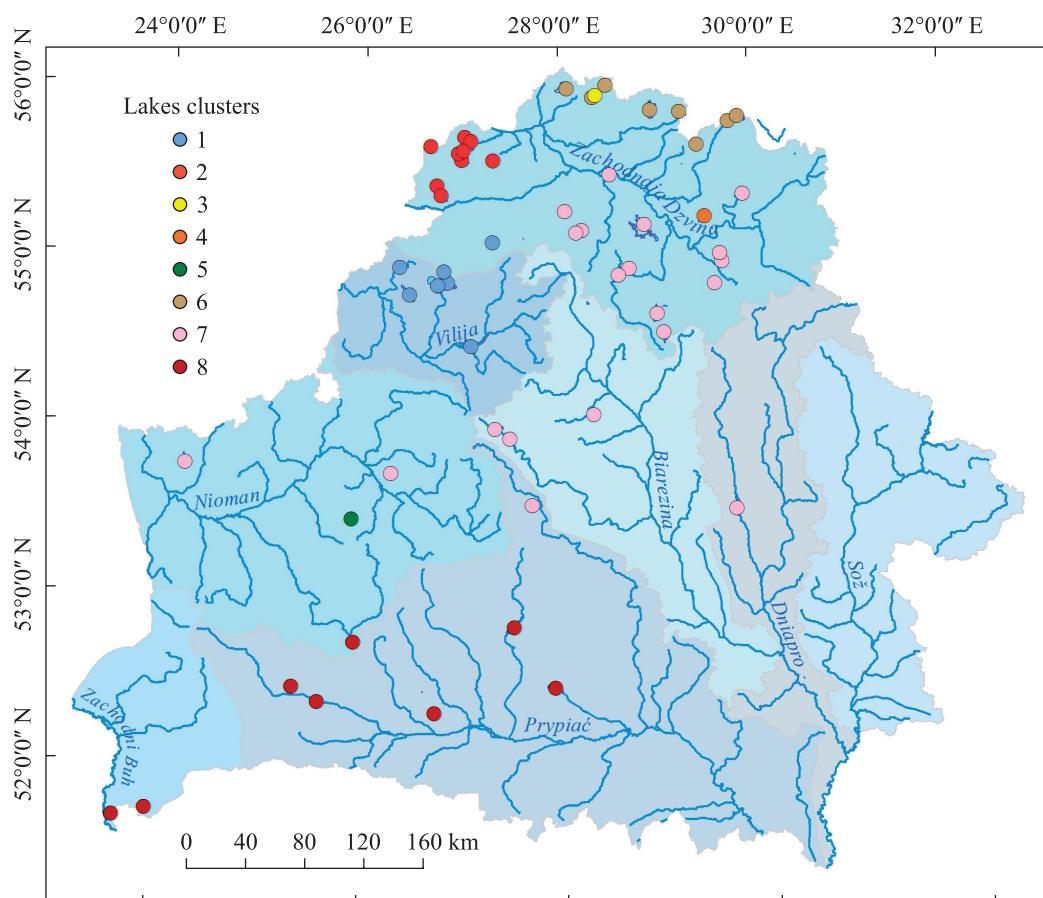 24°0′0″ E 26°0′0″ E 28°0′0″ E 30°0′0″ E 32°0′0″ E
56°0′0″ N
55°0′0″ N
54°0′0″ N
53°0′0″ N
52°0′0″ N
Lakes clusters
1
2
3
4
5
6
7
8
Zachodnaja Dzvina
Vilija
Nioman
Biarezina
Sož
Dniapro
Prypiać
Zachodni Buh
0 40 80 120 160 km